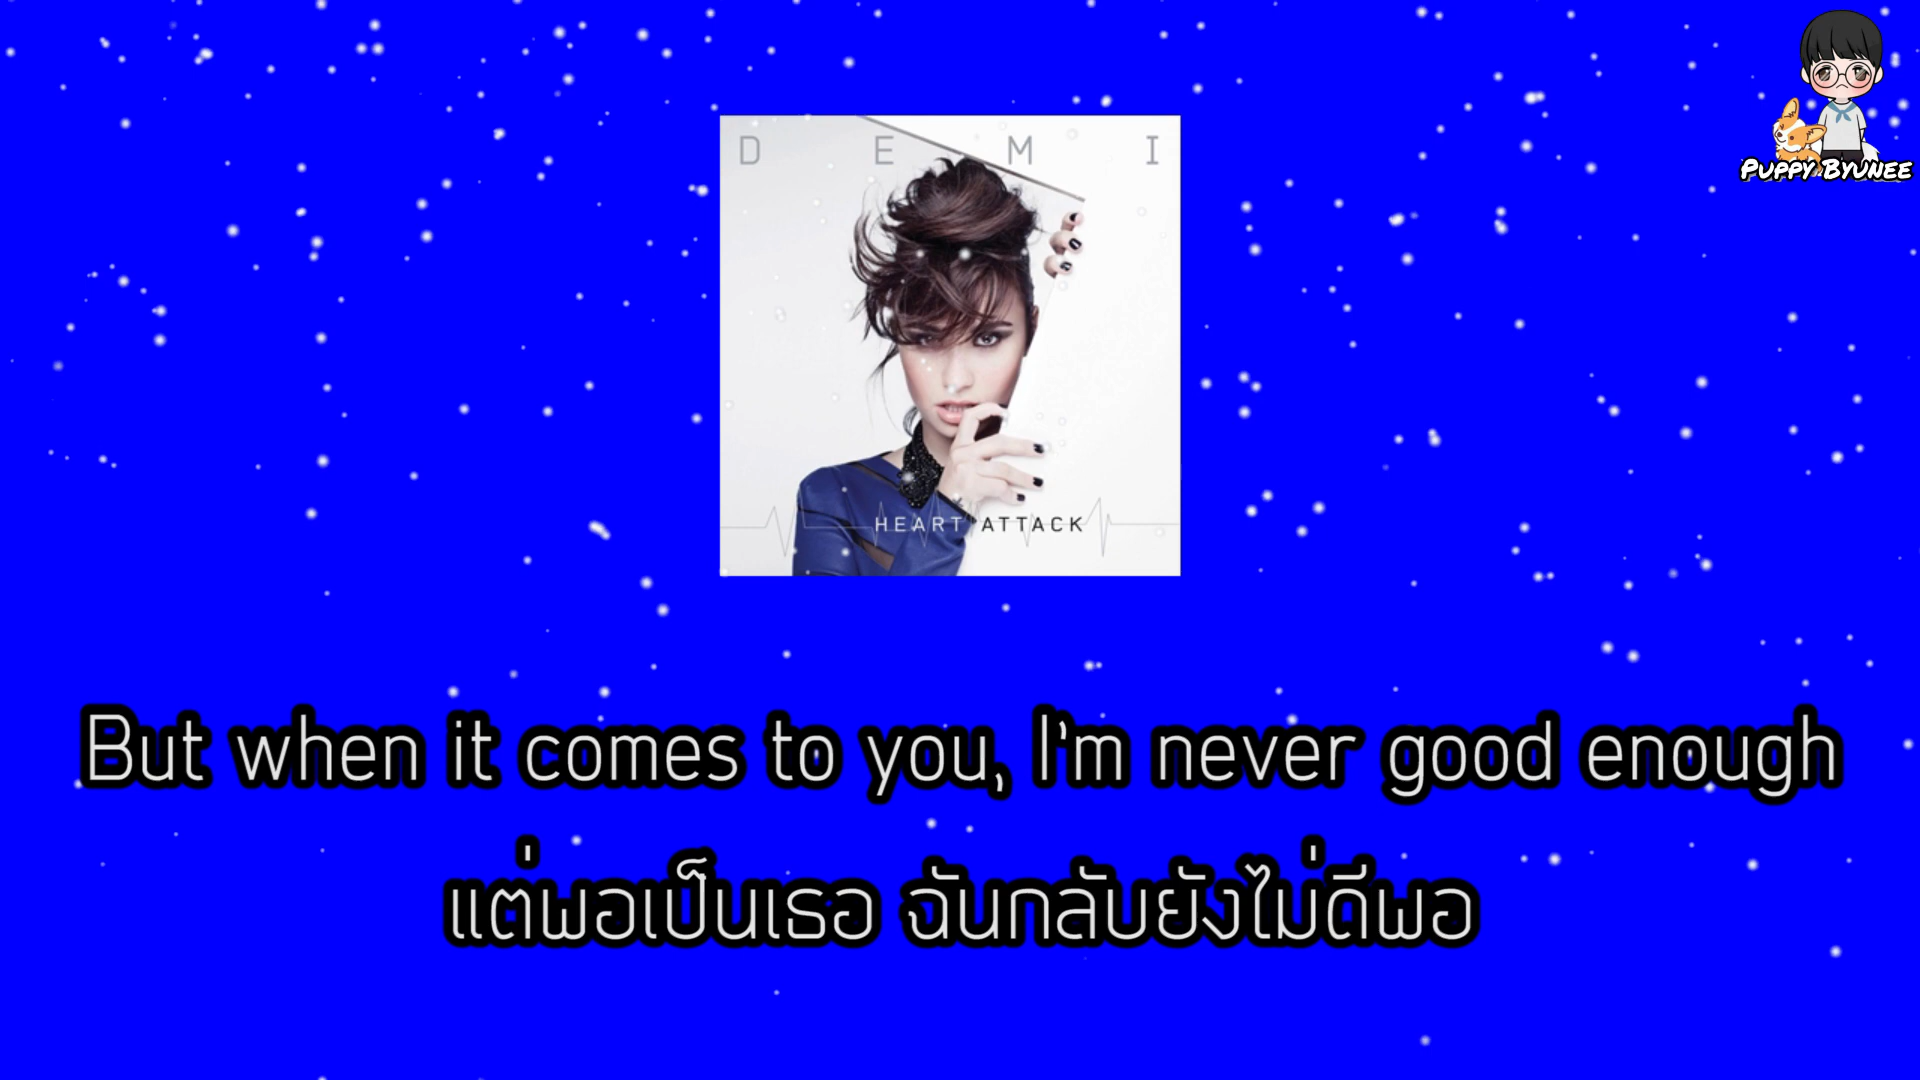 DEMI
PUPPY BYUNEE
HEART ATTACK
But when it comes to you, I'm never good enough
แต่พอเป็นเธอ ฉันกลับยังไม่ดีพอ